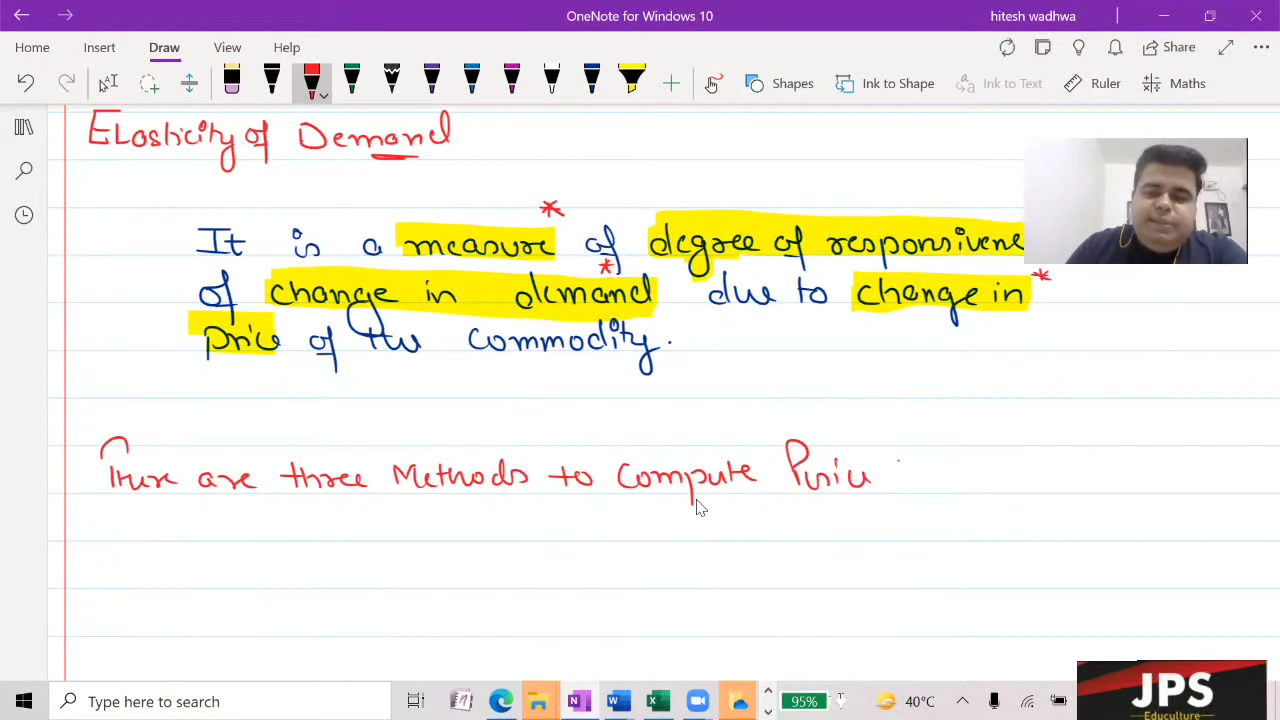 OneNote for Windows 10
hitesh wadhwa
Home Insert Draw View Help
Share
Shapes Ink to Shape Ink to Text Ruler Maths
Elasticity of Demand
It is a measure of degree of responsivene
of change in demand due to change in
price of the commodity.
There are three Methods to Compute Price
Type here to search
95%
40°C
JPS
Educulture